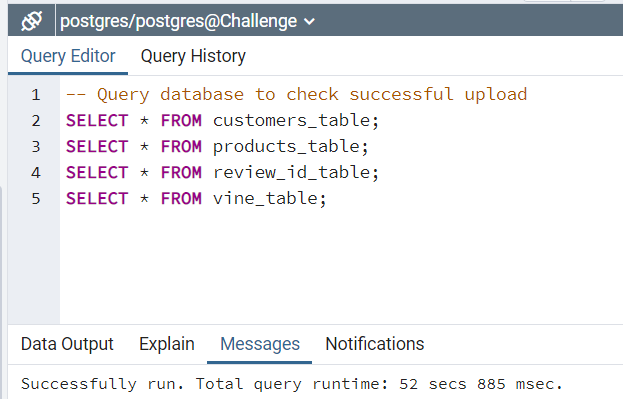 postgres/postgres@Challenge
Query Editor Query History
1 -- Query database to check successful upload
2 SELECT * FROM customers_table;
3 SELECT * FROM products_table;
4 SELECT * FROM review_id_table;
5 SELECT * FROM vine_table;
Data Output Explain Messages Notifications
Successfully run. Total query runtime: 52 secs 885 msec.